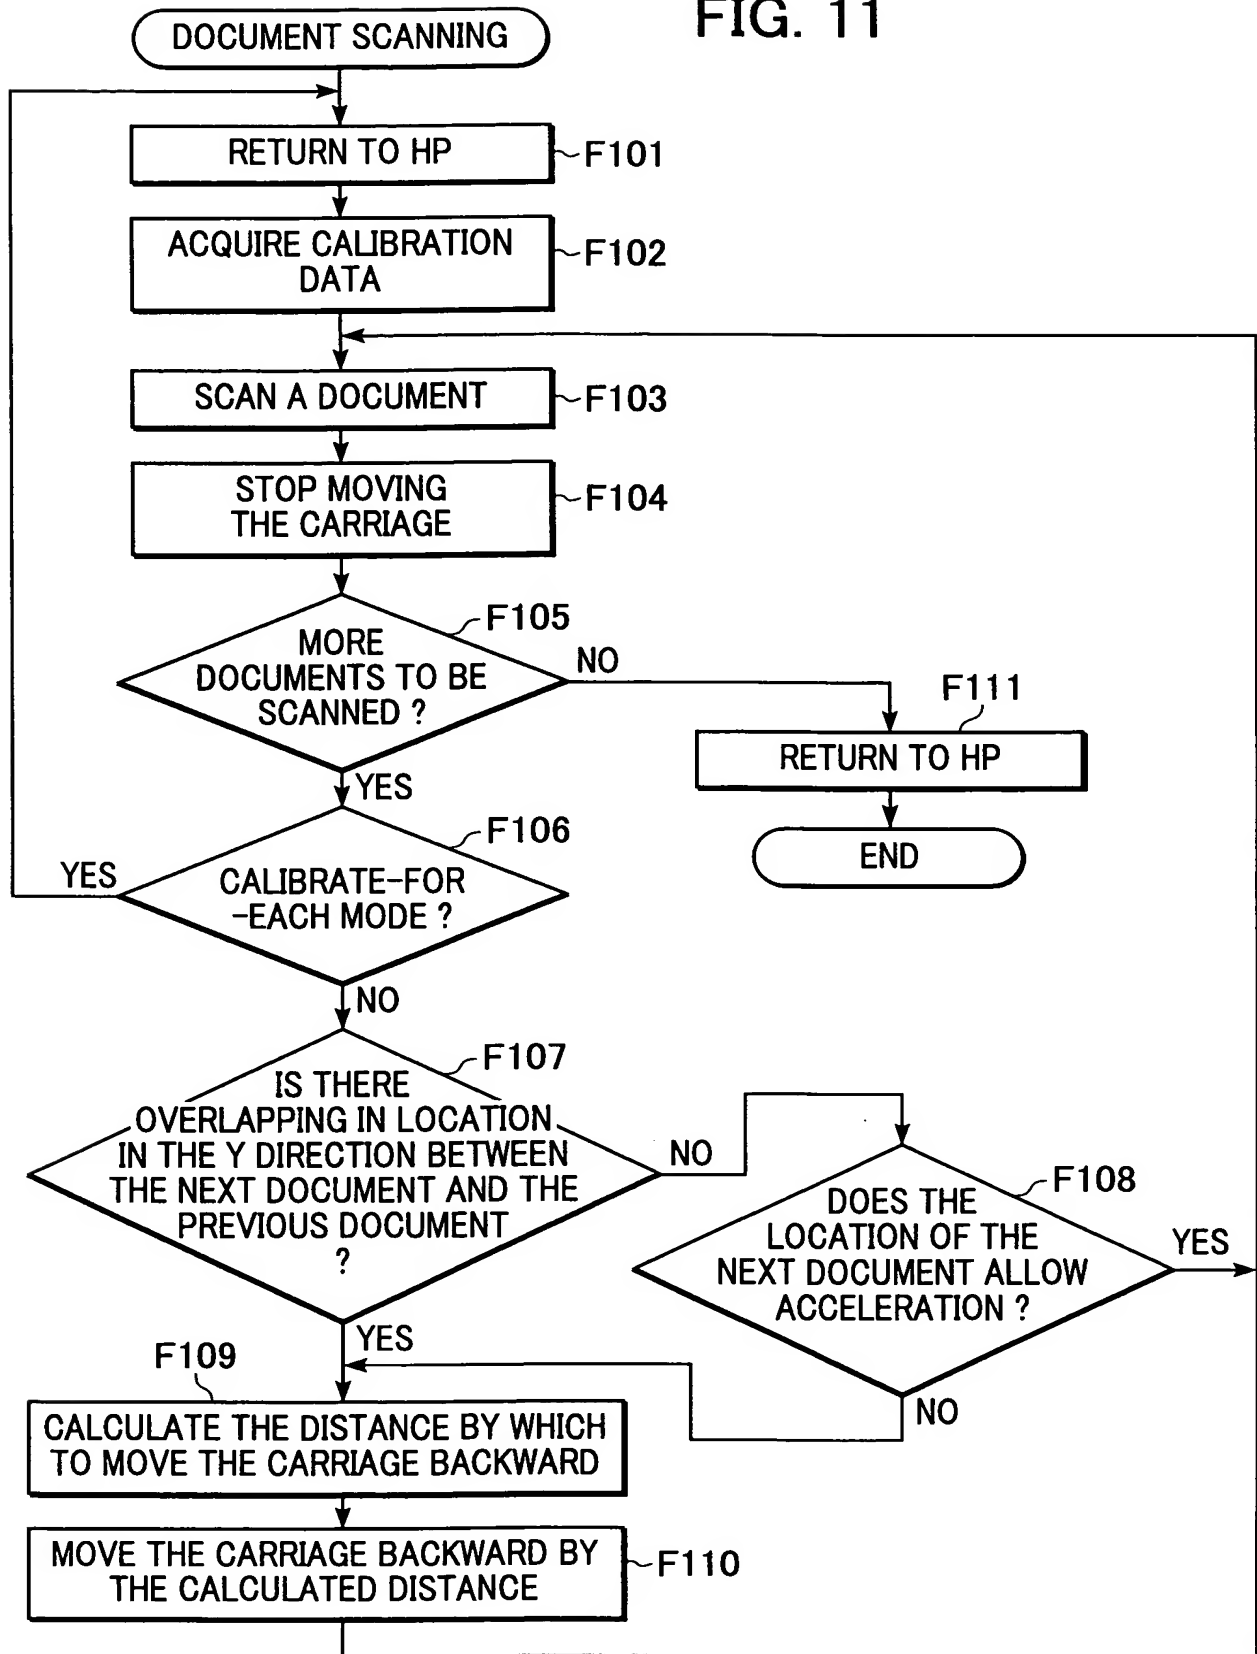 FIG. 11
DOCUMENT SCANNING
RETURN TO HP
F101
ACQUIRE CALIBRATION
DATA
F102
SCAN A DOCUMENT
F103
STOP MOVING
THE CARRIAGE
F104
F105
MORE
DOCUMENTS TO BE
SCANNED ?
NO
YES
F111
RETURN TO HP
END
F106
CALIBRATE-FOR
-EACH MODE ?
YES
NO
F107
IS THERE
OVERLAPPING IN LOCATION
IN THE Y DIRECTION BETWEEN
THE NEXT DOCUMENT AND THE
PREVIOUS DOCUMENT
?
NO
YES
F108
DOES THE
LOCATION OF THE
NEXT DOCUMENT ALLOW
ACCELERATION ?
YES
NO
F109
CALCULATE THE DISTANCE BY WHICH
TO MOVE THE CARRIAGE BACKWARD
MOVE THE CARRIAGE BACKWARD BY
THE CALCULATED DISTANCE
F110